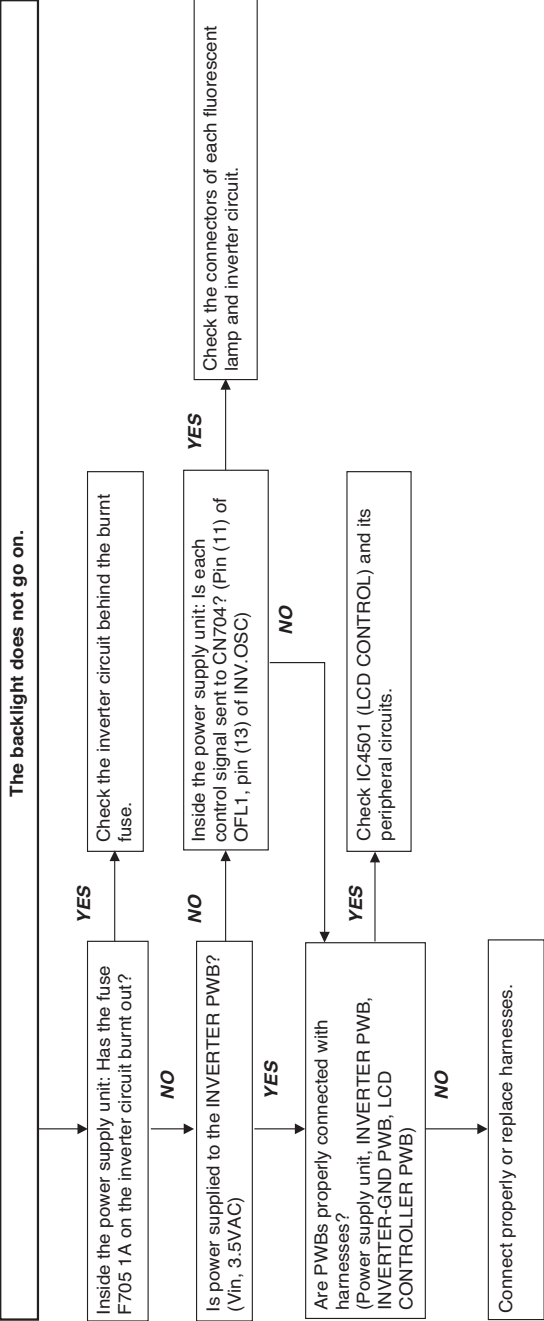 The backlight does not go on.
Inside the power supply unit: Has the fuse
F705 1A on the inverter circuit burnt out?
YES
Check the inverter circuit behind the burnt
fuse.
NO
Is power supplied to the INVERTER PWB?
(Vin, 3.5VAC)
NO
Inside the power supply unit: Is each
control signal sent to CN704? (Pin (11) of
OFL1, pin (13) of INV.OSC)
YES
Check the connectors of each fluorescent
lamp and inverter circuit.
YES
NO
Are PWBs properly connected with
harnesses?
(Power supply unit, INVERTER PWB,
INVERTER-GND PWB, LCD
CONTROLLER PWB)
YES
Check IC4501 (LCD CONTROL) and its
peripheral circuits.
NO
Connect properly or replace harnesses.